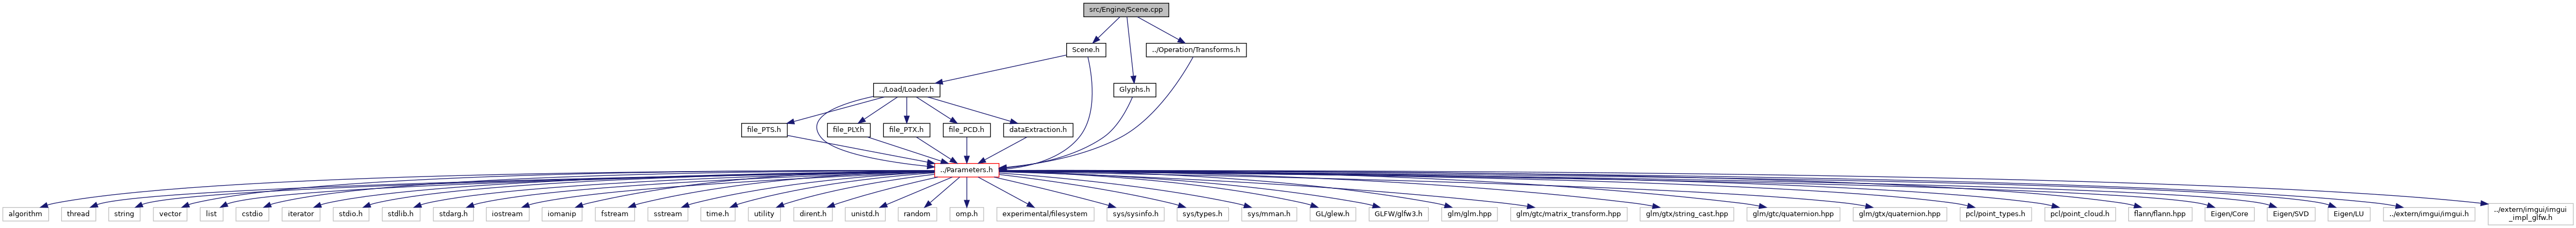 src/Engine/Scene.cpp
Scene.h
../Operation/Transforms.h
../Load/Loader.h
Glyphs.h
file_PTS.h
file_PLY.h
file_PTX.h
file_PCD.h
dataExtraction.h
../Parameters.h
algorithm
thread
string
vector
list
cstdio
iterator
stdio.h
stdlib.h
stdarg.h
iostream
iomanip
fstream
sstream
time.h
utility
dirent.h
unistd.h
random
omp.h
experimental/filesystem
sys/sysinfo.h
sys/types.h
sys/mman.h
GL/glew.h
GLFW/glfw3.h
glm/glm.hpp
glm/gtc/matrix_transform.hpp
glm/gtx/string_cast.hpp
glm/gtc/quaternion.hpp
glm/gtx/quaternion.hpp
pcl/point_types.h
pcl/point_cloud.h
flann/flann.hpp
Eigen/Core
Eigen/SVD
Eigen/LU
../extern/imgui/imgui.h
../extern/imgui/imgui
_impl_glfw.h